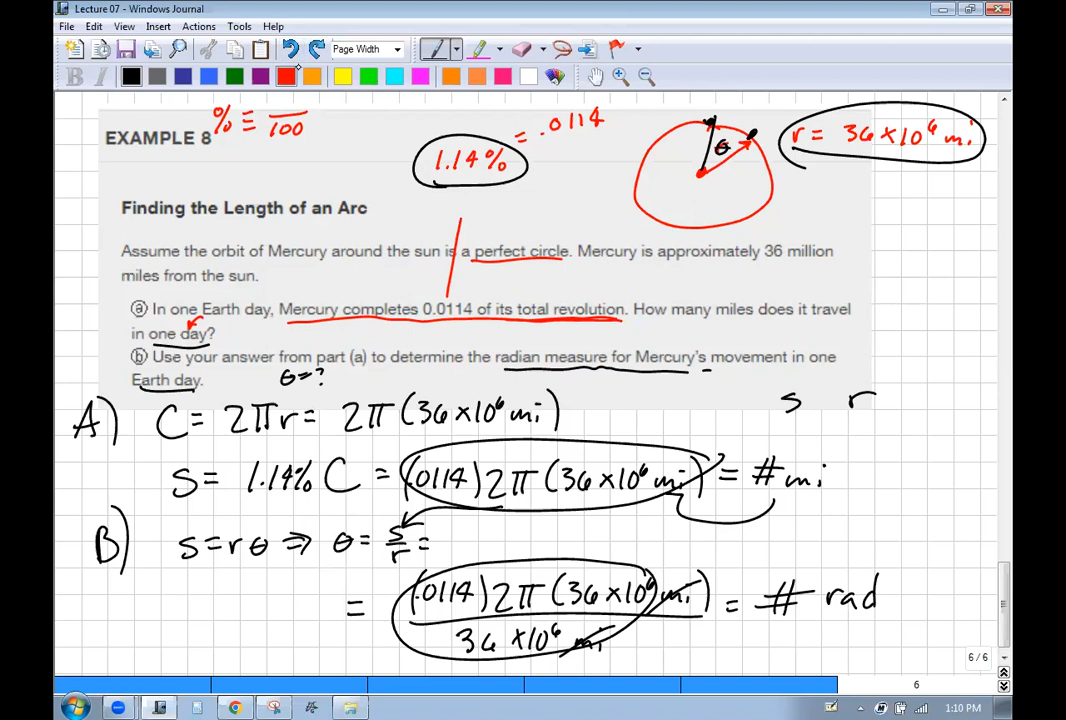 Lecture 07 - Windows Journal
File Edit View Insert Actions Tools Help
Page Width
B I
% ≡ /100
1.14% = .0114
θ
r = 36×10⁶ mi
EXAMPLE 8
Finding the Length of an Arc
Assume the orbit of Mercury around the sun is a perfect circle. Mercury is approximately 36 million
miles from the sun.
ⓐ In one Earth day, Mercury completes 0.0114 of its total revolution. How many miles does it travel
in one day?
ⓑ Use your answer from part (a) to determine the radian measure for Mercury's movement in one
Earth day.
θ = ?
s r
A) C = 2πr = 2π(36×10⁶ mi)
s = 1.14% C = (.0114)2π(36×10⁶ mi) = # mi
B) s = rθ ⇒ θ = s/r =
= (.0114)2π(36×10⁶ mi) / 36×10⁶ mi = # rad
6 / 6
6
1:10 PM